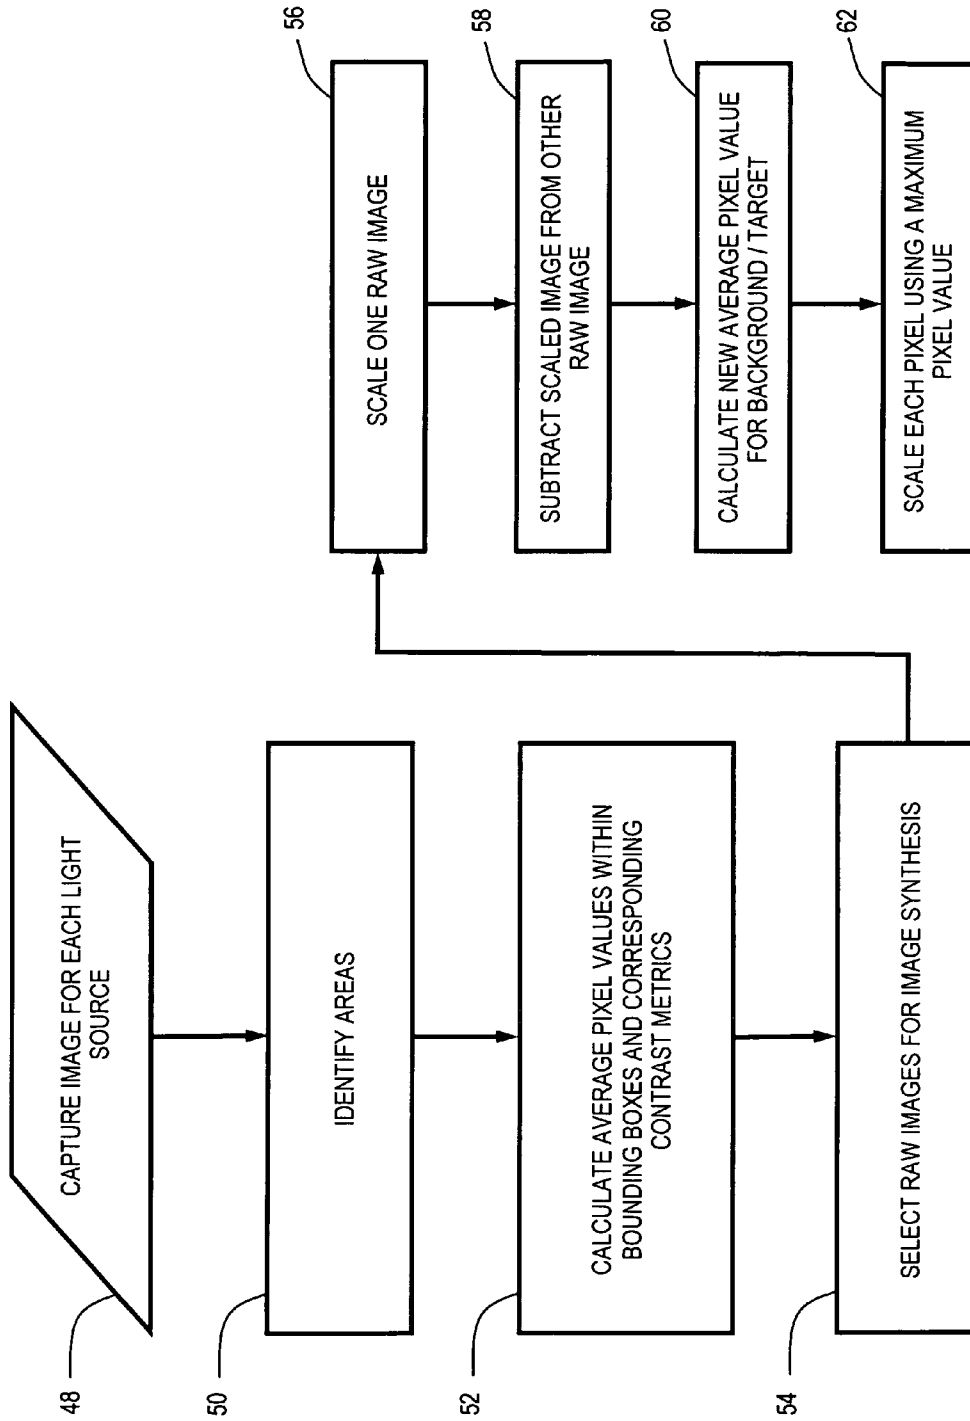 48
CAPTURE IMAGE FOR EACH LIGHT
SOURCE
50
IDENTIFY AREAS
52
CALCULATE AVERAGE PIXEL VALUES WITHIN
BOUNDING BOXES AND CORRESPONDING
CONTRAST METRICS
54
SELECT RAW IMAGES FOR IMAGE SYNTHESIS
56
SCALE ONE RAW IMAGE
58
SUBTRACT SCALED IMAGE FROM OTHER
RAW IMAGE
60
CALCULATE NEW AVERAGE PIXEL VALUE
FOR BACKGROUND / TARGET
62
SCALE EACH PIXEL USING A MAXIMUM
PIXEL VALUE